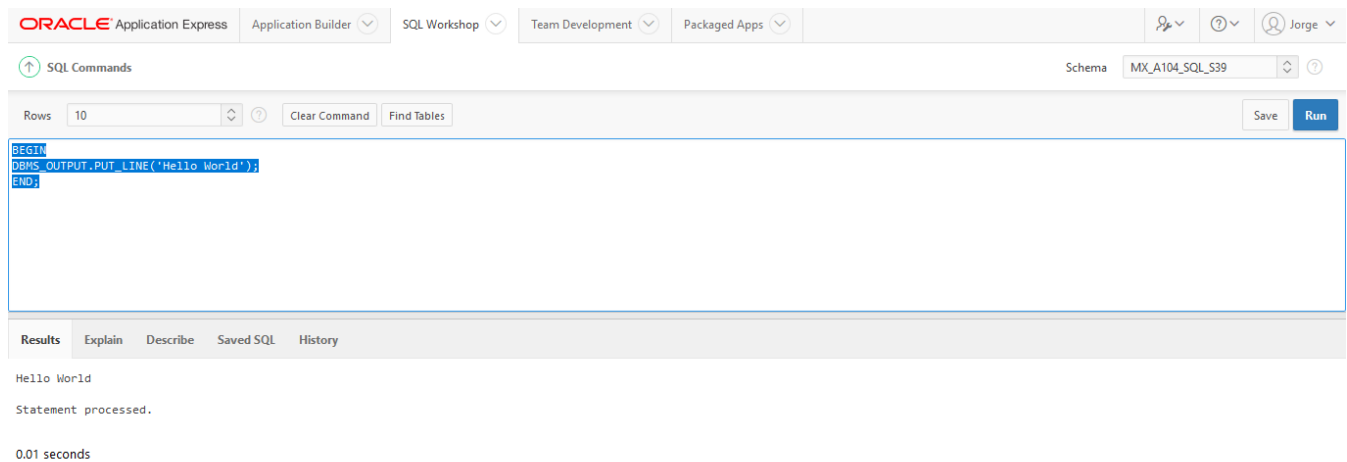 ORACLE Application Express Application Builder SQL Workshop Team Development Packaged Apps ? Jorge
SQL Commands Schema MX_A104_SQL_S39 ?
Rows 10 ? Clear Command Find Tables Save Run
BEGIN
DBMS_OUTPUT.PUT_LINE('Hello World');
END;
Results Explain Describe Saved SQL History
Hello World
Statement processed.
0.01 seconds